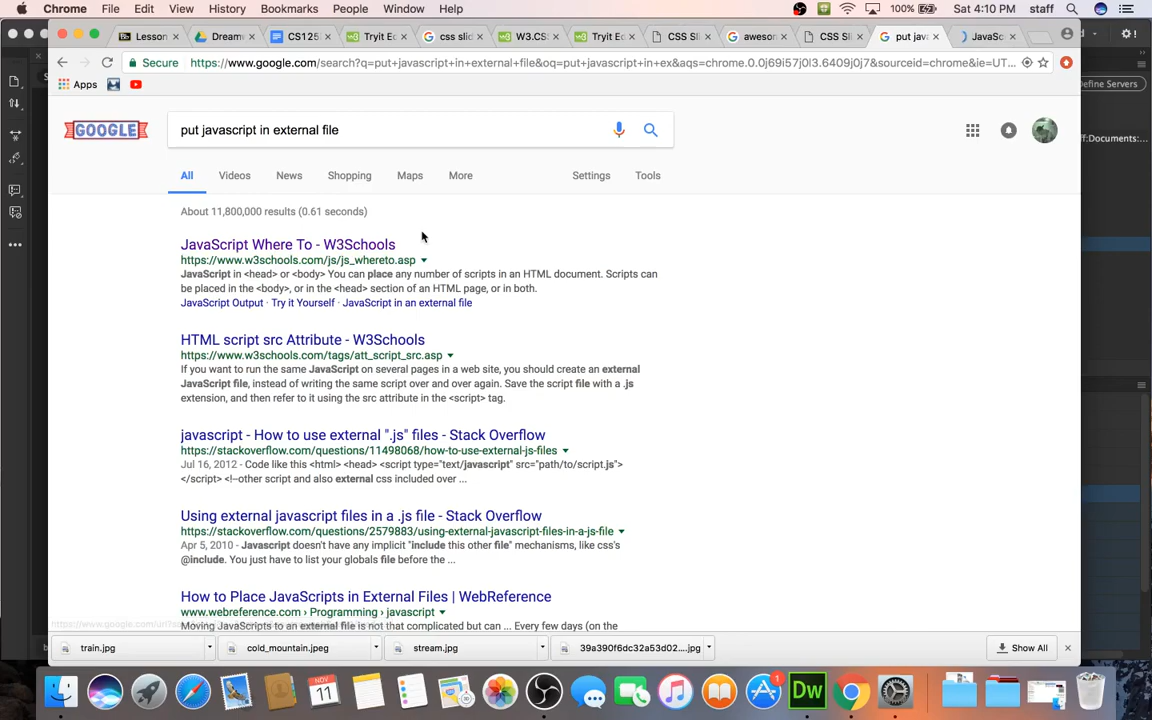 Chrome File Edit View History Bookmarks People Window Help 100% Sat 4:10 PM staff
Lesson Dreamw CS125 Tryit Ed css slic W3.CS Tryit Ed CSS Sli aweson CSS Sli put jav JavaSc
Secure https://www.google.com/search?q=put+javascript+in+external+file&oq=put+javascript+in+ex&aqs=chrome.0.0j69i57j0l3.6409j0j7&sourceid=chrome&ie=UT...
Apps
Define Servers
ff:Documents:...
GOOGLE put javascript in external file
All Videos News Shopping Maps More Settings Tools
About 11,800,000 results (0.61 seconds)
JavaScript Where To - W3Schools
https://www.w3schools.com/js/js_whereto.asp
JavaScript in <head> or <body> You can place any number of scripts in an HTML document. Scripts can
be placed in the <body>, or in the <head> section of an HTML page, or in both.
JavaScript Output · Try it Yourself · JavaScript in an external file
HTML script src Attribute - W3Schools
https://www.w3schools.com/tags/att_script_src.asp
If you want to run the same JavaScript on several pages in a web site, you should create an external
JavaScript file, instead of writing the same script over and over again. Save the script file with a .js
extension, and then refer to it using the src attribute in the <script> tag.
javascript - How to use external ".js" files - Stack Overflow
https://stackoverflow.com/questions/11498068/how-to-use-external-js-files
Jul 16, 2012 - Code like this <html> <head> <script type="text/javascript" src="path/to/script.js">
</script> <!--other script and also external css included over ...
Using external javascript files in a .js file - Stack Overflow
https://stackoverflow.com/questions/2579883/using-external-javascript-files-in-a-js-file
Apr 5, 2010 - Javascript doesn't have any implicit "include this other file" mechanisms, like css's
@include. You just have to list your globals file before the ...
How to Place JavaScripts in External Files | WebReference
www.webreference.com › Programming › javascript
Moving JavaScripts to an external file is not that complicated but can ... Every few days (on the
train.jpg cold_mountain.jpeg stream.jpg 39a390f6dc32a53d02....jpg Show All
NOV 11 1 Dw